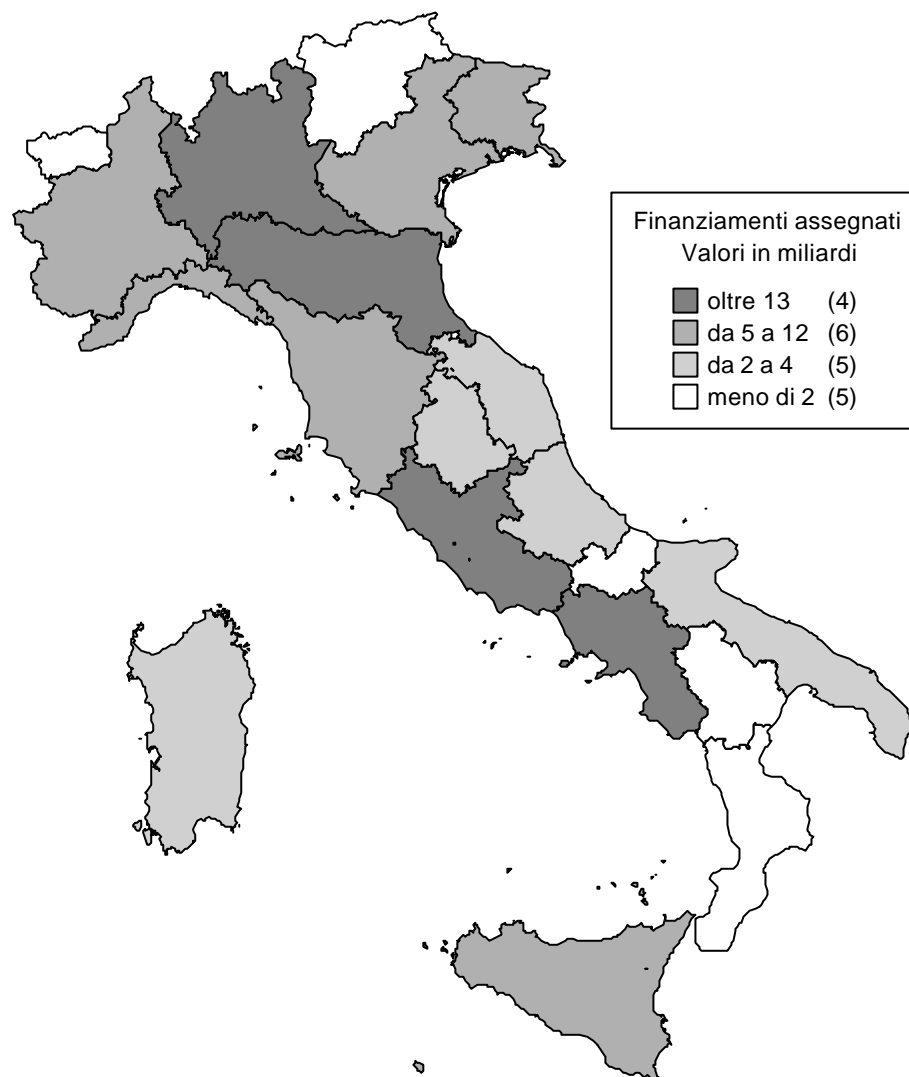 Finanziamenti assegnati
Valori in miliardi
oltre 13 (4)
da 5 a 12 (6)
da 2 a 4 (5)
meno di 2 (5)